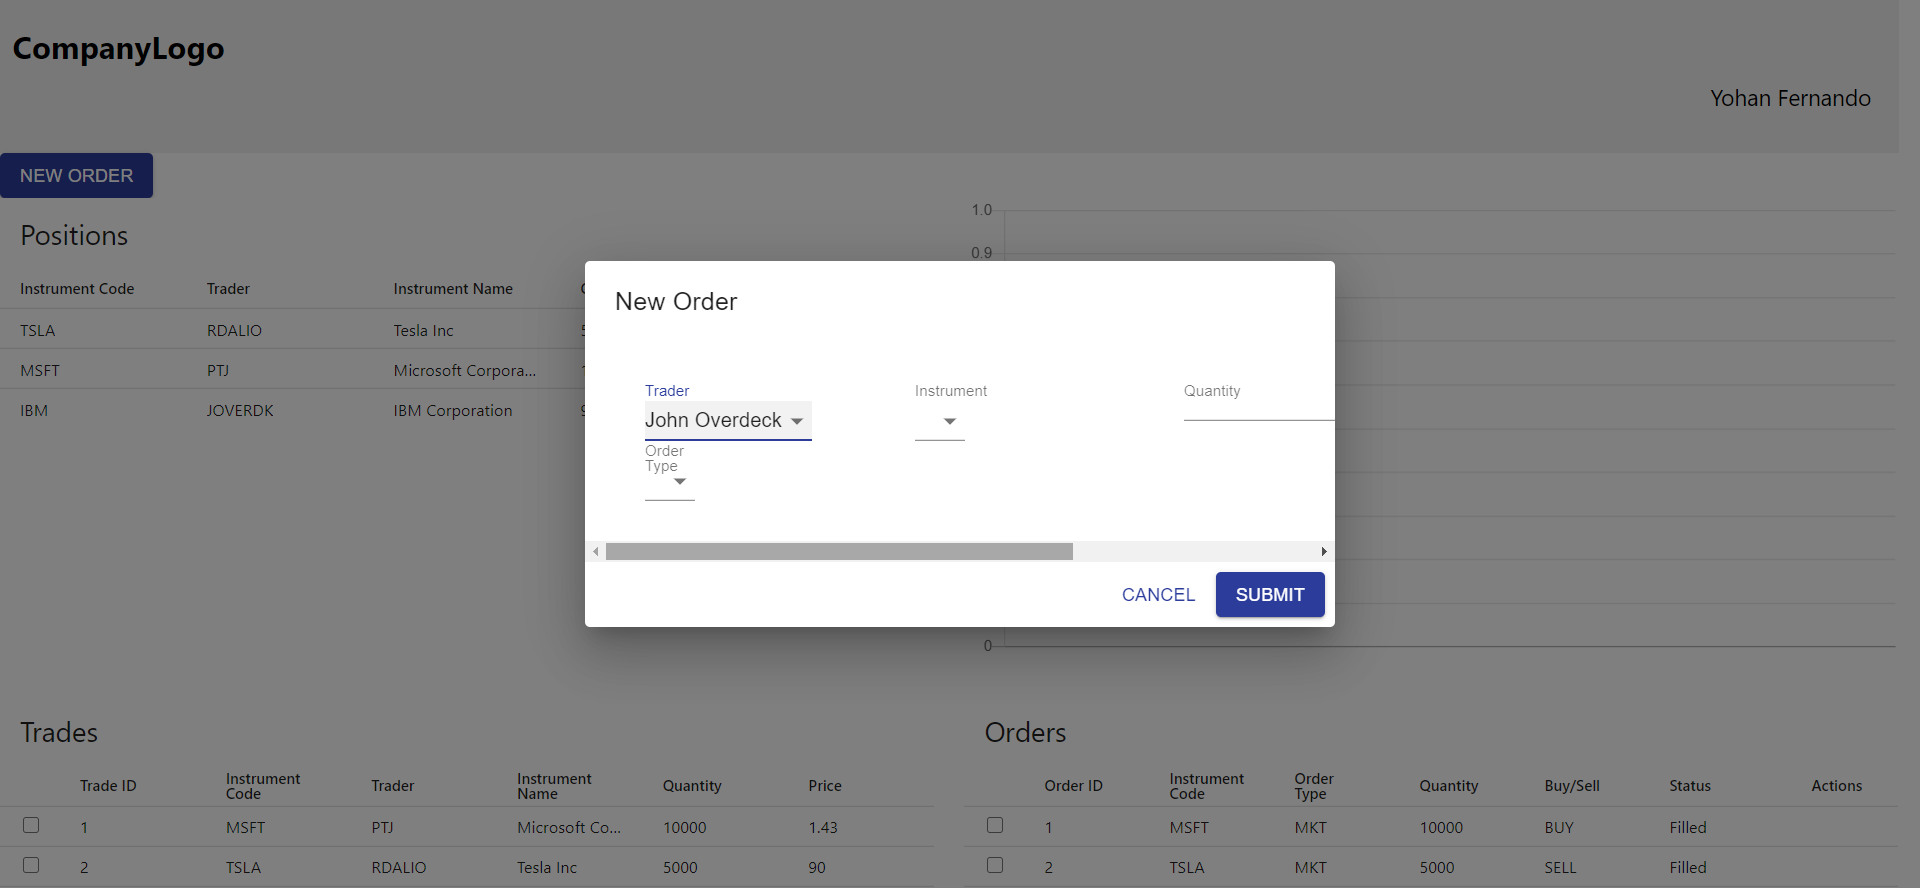 CompanyLogo
Yohan Fernando
NEW ORDER
Positions
Instrument Code Trader Instrument Name
TSLA RDALIO Tesla Inc
MSFT PTJ Microsoft Corpora...
IBM JOVERDK IBM Corporation
1.0
0.9
0
New Order
Trader Instrument Quantity
John Overdeck
Order
Type
CANCEL SUBMIT
Trades
Trade ID Instrument Code Trader Instrument Name Quantity Price
1 MSFT PTJ Microsoft Co... 10000 1.43
2 TSLA RDALIO Tesla Inc 5000 90
Orders
Order ID Instrument Code Order Type Quantity Buy/Sell Status Actions
1 MSFT MKT 10000 BUY Filled
2 TSLA MKT 5000 SELL Filled